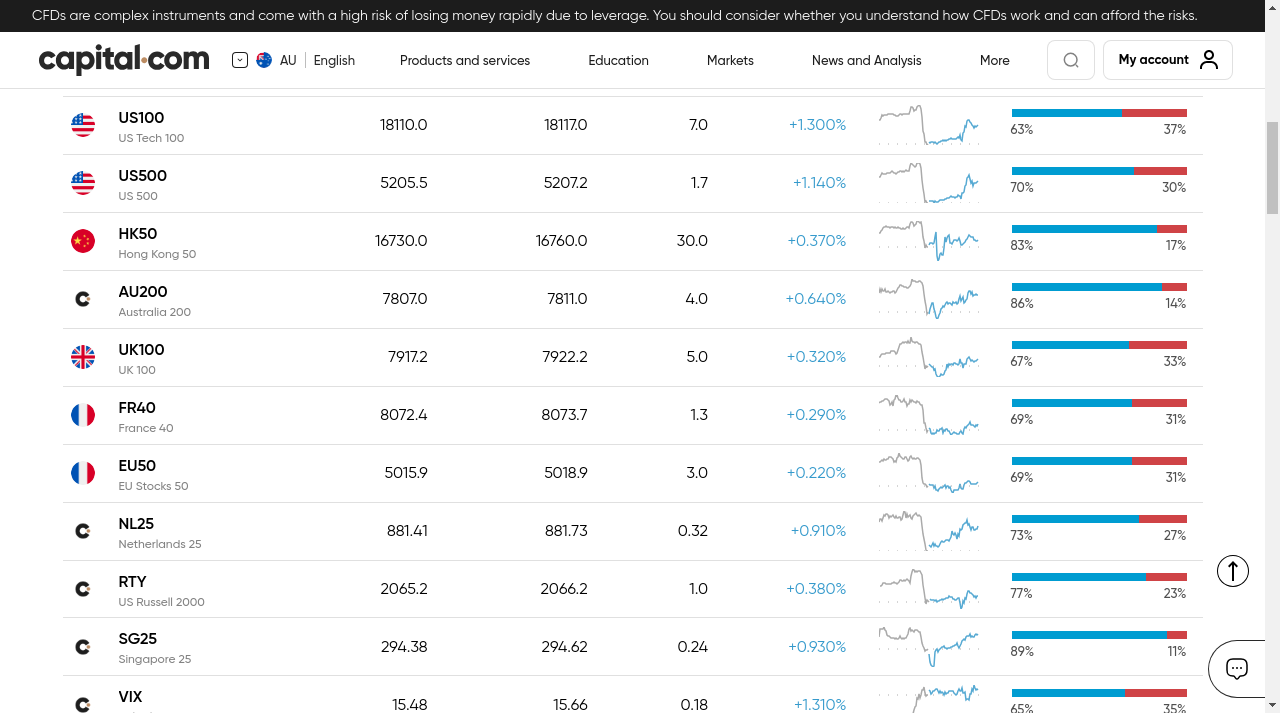 CFDs are complex instruments and come with a high risk of losing money rapidly due to leverage. You should consider whether you understand how CFDs work and can afford the risks.
capital.com AU English Products and services Education Markets News and Analysis More My account
US100 18110.0 18117.0 7.0 +1.300%
US Tech 100 63% 37%
US500 5205.5 5207.2 1.7 +1.140%
US 500 70% 30%
HK50 16730.0 16760.0 30.0 +0.370%
Hong Kong 50 83% 17%
AU200 7807.0 7811.0 4.0 +0.640%
Australia 200 86% 14%
UK100 7917.2 7922.2 5.0 +0.320%
UK 100 67% 33%
FR40 8072.4 8073.7 1.3 +0.290%
France 40 69% 31%
EU50 5015.9 5018.9 3.0 +0.220%
EU Stocks 50 69% 31%
NL25 881.41 881.73 0.32 +0.910%
Netherlands 25 73% 27%
RTY 2065.2 2066.2 1.0 +0.380%
US Russell 2000 77% 23%
SG25 294.38 294.62 0.24 +0.930%
Singapore 25 89% 11%
VIX 15.48 15.66 0.18 +1.310%
65% 35%